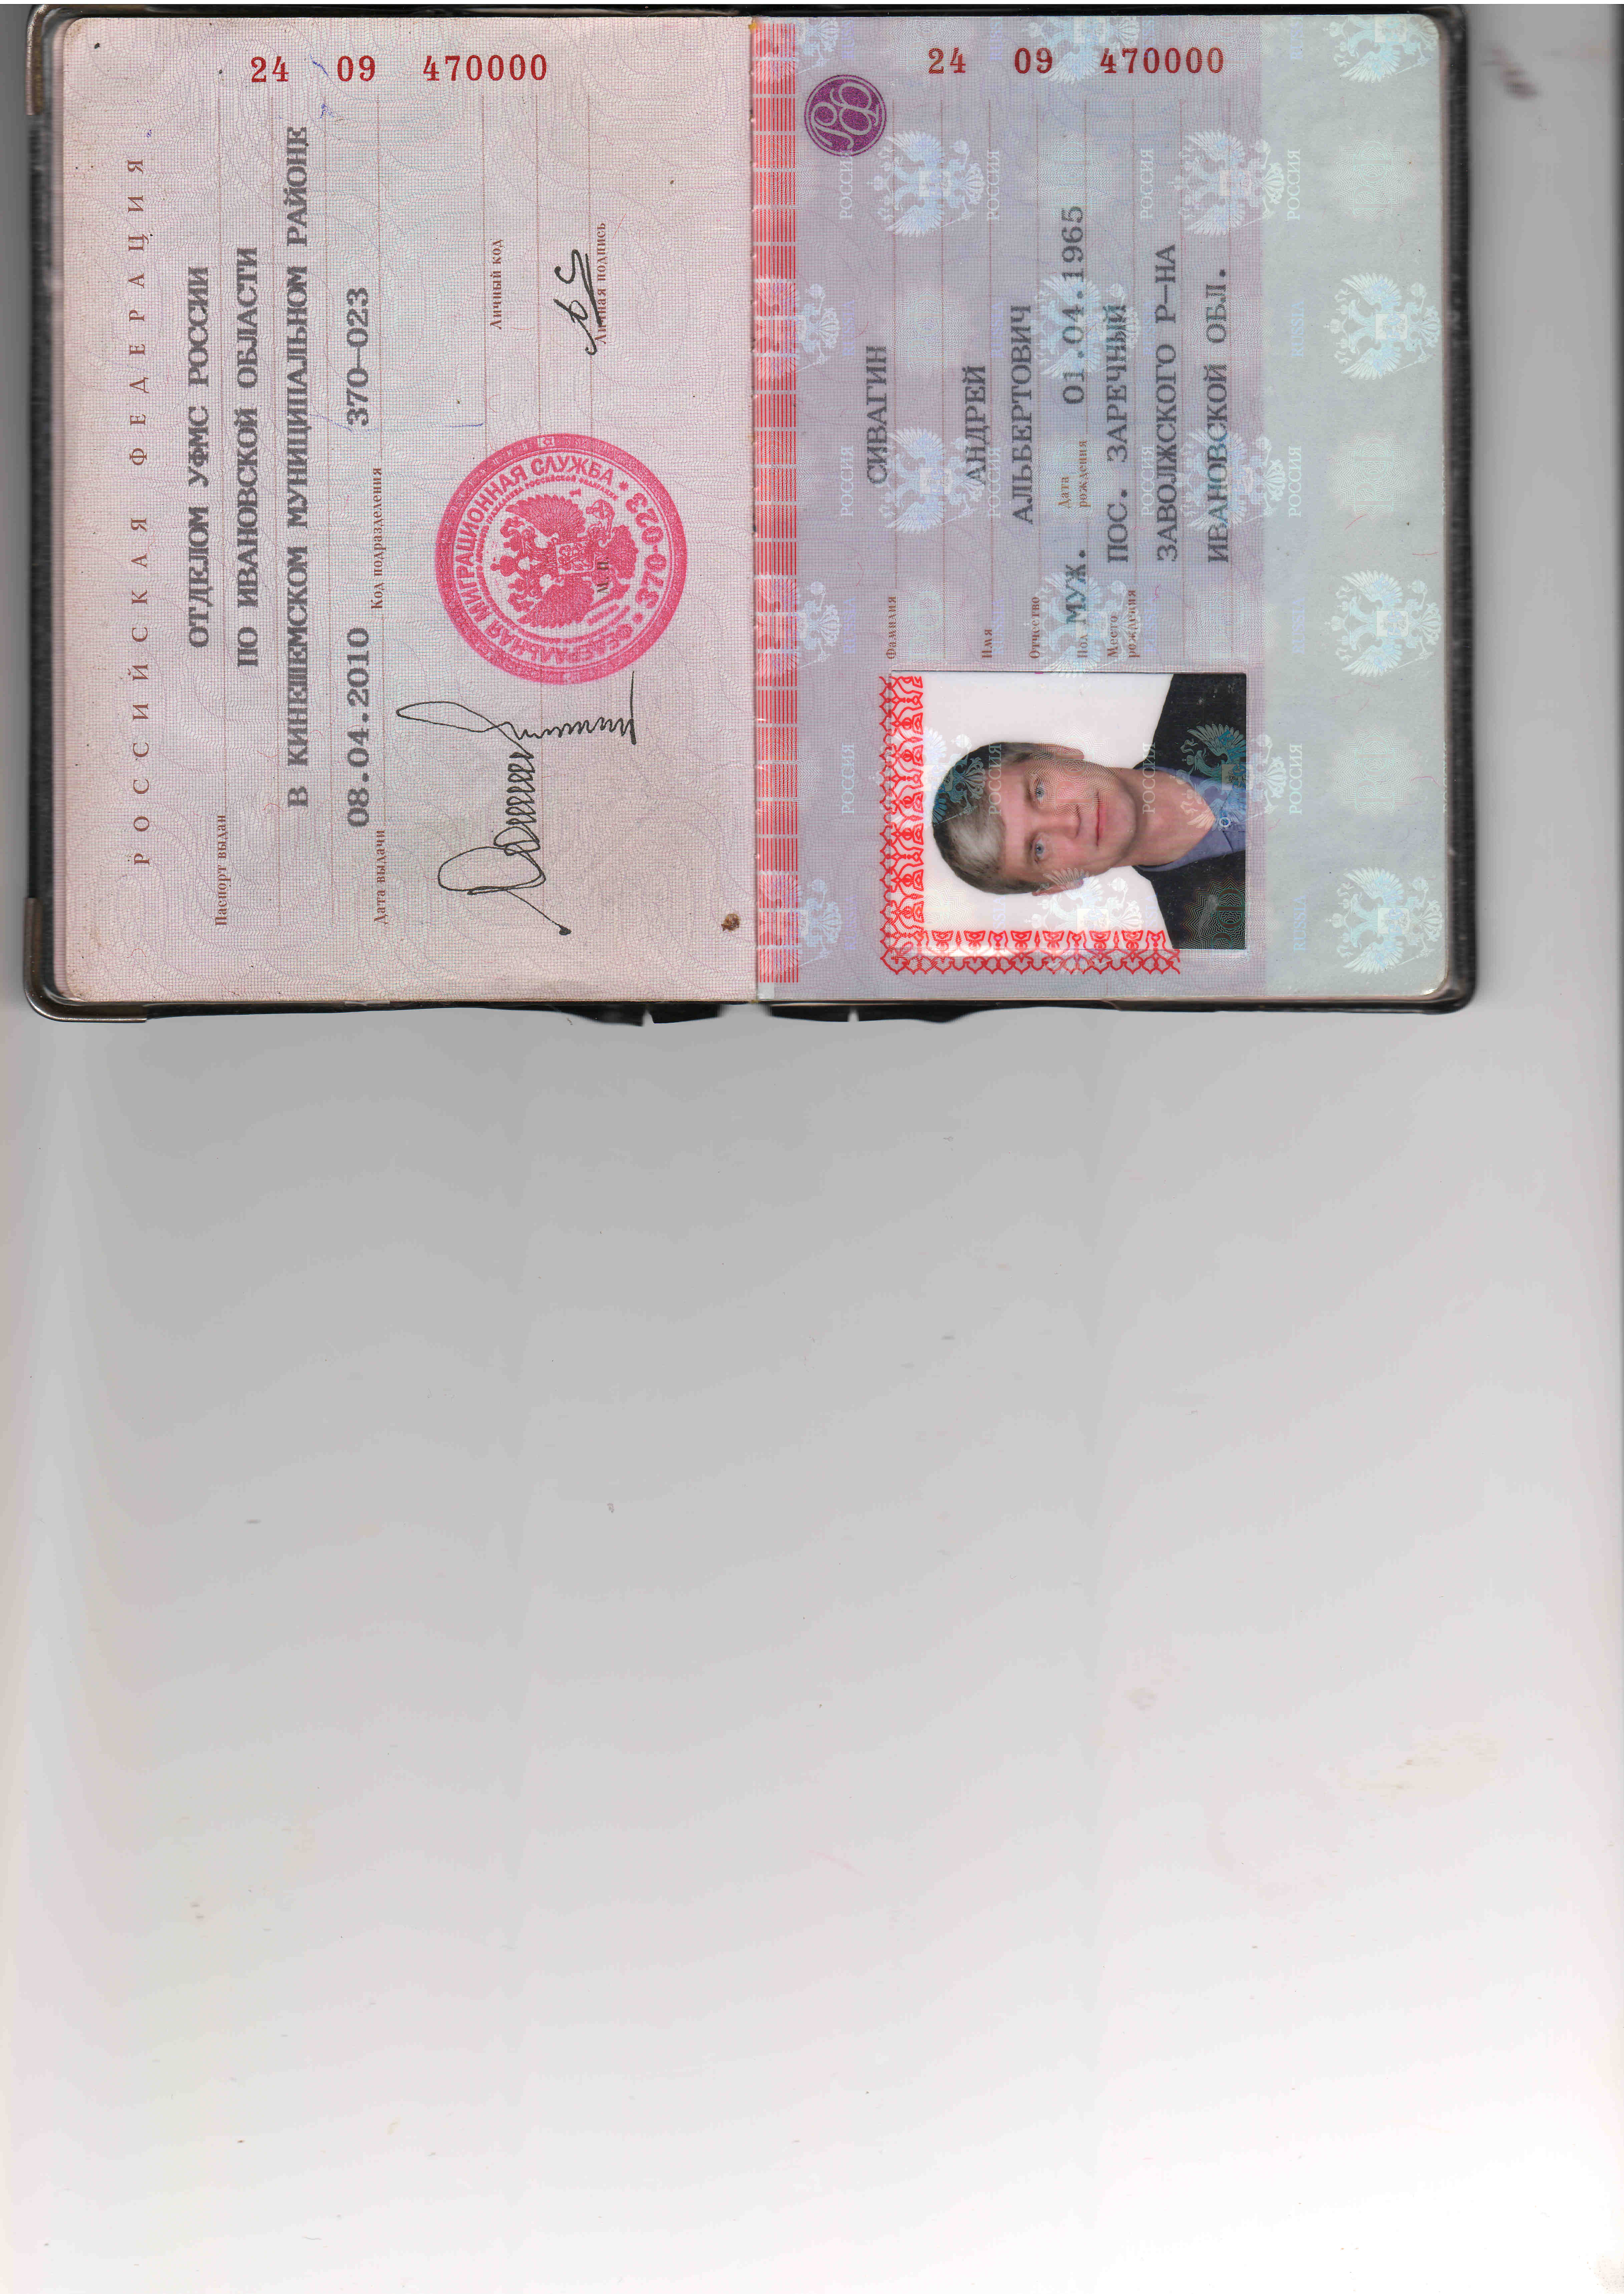 РОССИЙСКАЯ ФЕДЕРАЦИЯ
Паспорт выдан
ОТДЕЛОМ УФМС РОССИИ
ПО ИВАНОВСКОЙ ОБЛАСТИ
В КИНЕШЕМСКОМ МУНИЦИПАЛЬНОМ РАЙОНЕ
Дата выдачи 08.04.2010 Код подразделения 370-023
24 09 470000
Личный код
Личная подпись
ФЕДЕРАЛЬНАЯ МИГРАЦИОННАЯ СЛУЖБА * 370-023 *
М. П.
24 09 470000
РФ
Фамилия СИВАГИН
Имя АНДРЕЙ
Отчество АЛЬБЕРТОВИЧ
Пол МУЖ. Дата рождения 01.04.1965
Место рождения ПОС. ЗАРЕЧНЫЙ
ЗАВОЛЖСКОГО Р-НА
ИВАНОВСКОЙ ОБЛ.
РОССИЯ РОССИЯ РОССИЯ
RUSSIA